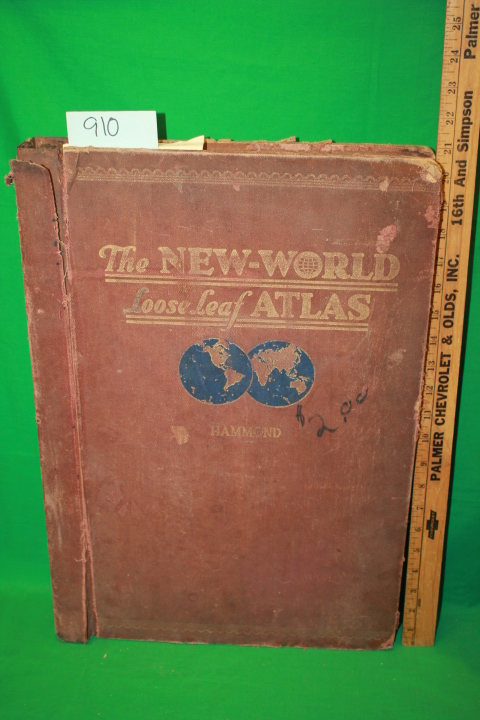 910
The NEW-WORLD
Loose Leaf ATLAS
HAMMOND
$2.00
PALMER CHEVROLET & OLDS, INC. 16th And Simpson Palmer